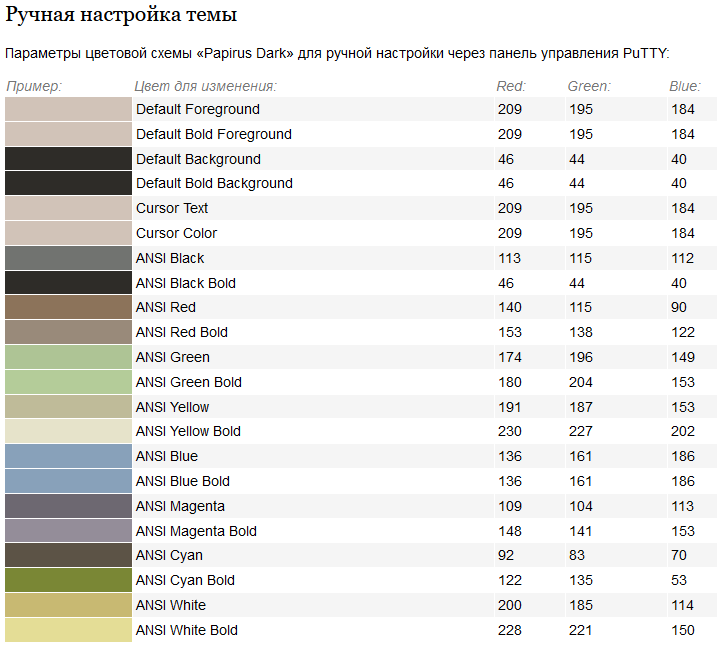 Ручная настройка темы
Параметры цветовой схемы «Papirus Dark» для ручной настройки через панель управления PuTTY:
Пример: Цвет для изменения: Red: Green: Blue:
Default Foreground 209 195 184
Default Bold Foreground 209 195 184
Default Background 46 44 40
Default Bold Background 46 44 40
Cursor Text 209 195 184
Cursor Color 209 195 184
ANSI Black 113 115 112
ANSI Black Bold 46 44 40
ANSI Red 140 115 90
ANSI Red Bold 153 138 122
ANSI Green 174 196 149
ANSI Green Bold 180 204 153
ANSI Yellow 191 187 153
ANSI Yellow Bold 230 227 202
ANSI Blue 136 161 186
ANSI Blue Bold 136 161 186
ANSI Magenta 109 104 113
ANSI Magenta Bold 148 141 153
ANSI Cyan 92 83 70
ANSI Cyan Bold 122 135 53
ANSI White 200 185 114
ANSI White Bold 228 221 150